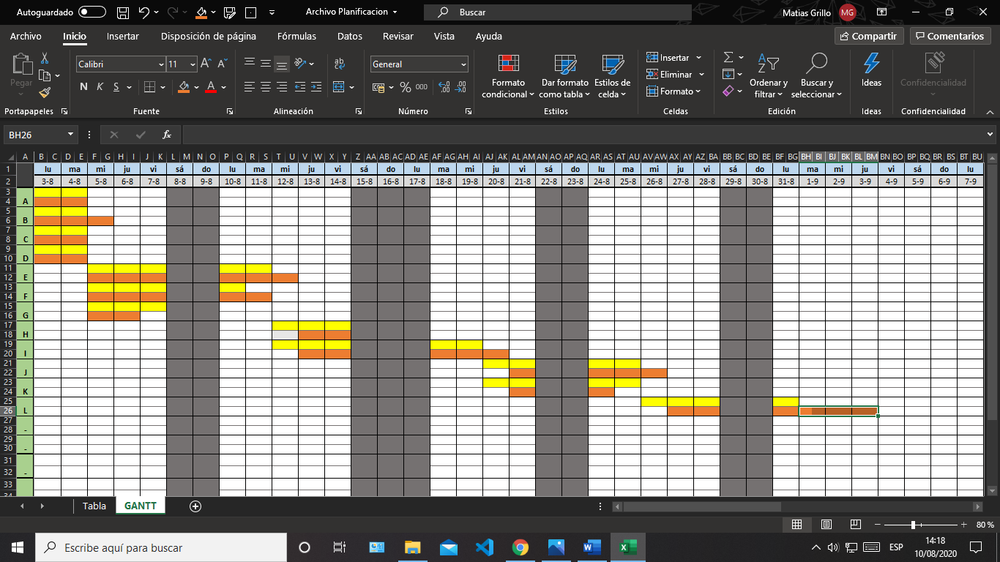 Autoguardado Archivo Planificacion Buscar Matias Grillo MG
Archivo Inicio Insertar Disposición de página Fórmulas Datos Revisar Vista Ayuda Compartir Comentarios
Calibri 11 A A ab General Insertar
Pegar Formato condicional Dar formato como tabla Estilos de celda Eliminar Ordenar y filtrar Buscar y seleccionar Ideas Confidencialidad
N K S A % 000 Formato
Portapapeles Fuente Alineación Número Estilos Celdas Edición Ideas Confidencialidad
BH26 fx
A B C D E F G H I J K L M N O P Q R S T U V W X Y Z AA AB AC AD AE AF AG AH AI AJ AK AL AM AN AO AP AQ AR AS AT AU AV AW AX AY AZ BA BB BC BD BE BF BG BH BI BJ BK BL BM BN BO BP BQ BR BS BT BU
1 lu ma mi ju vi sá do lu ma mi ju vi sá do lu ma mi ju vi sá do lu ma mi ju vi sá do lu ma mi ju vi sá do lu
2 3-8 4-8 5-8 6-8 7-8 8-8 9-8 10-8 11-8 12-8 13-8 14-8 15-8 16-8 17-8 18-8 19-8 20-8 21-8 22-8 23-8 24-8 25-8 26-8 27-8 28-8 29-8 30-8 31-8 1-9 2-9 3-9 4-9 5-9 6-9 7-9
3
4 A
5
6 B
7
8 C
9
10 D
11
12 E
13
14 F
15
16 G
17
18 H
19
20 I
21
22 J
23
24 K
25
26 L
27
28 -
29
30 -
31
32 -
33
34
Tabla GANTT
80 %
Escribe aquí para buscar ESP 14:18
10/08/2020